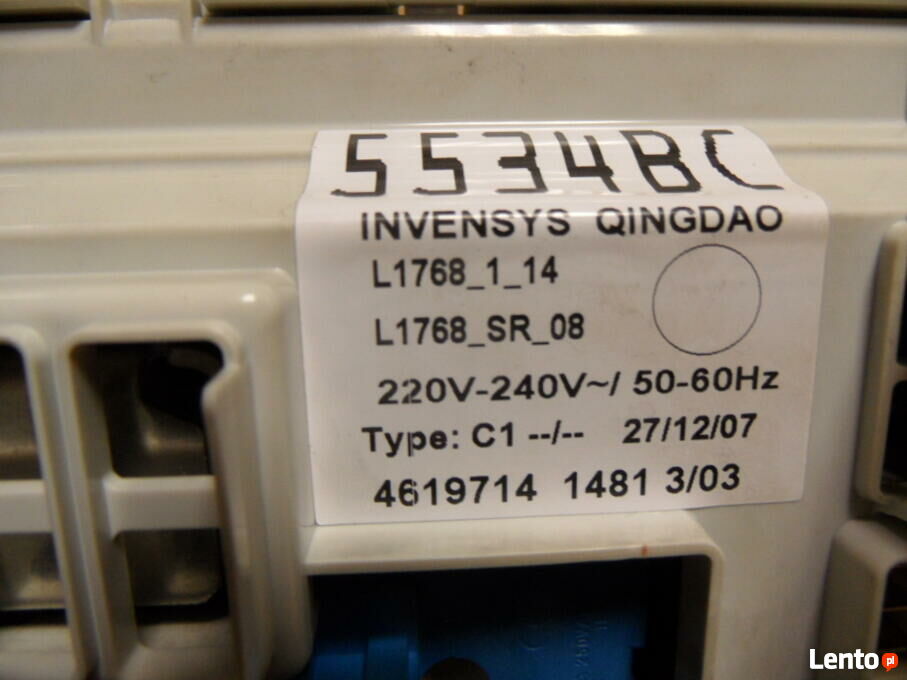 5534BC
INVENSYS QINGDAO
L1768_1_14
L1768_SR_08
220V-240V~/ 50-60Hz
Type: C1 --/-- 27/12/07
4619714 1481 3/03
Lento pl